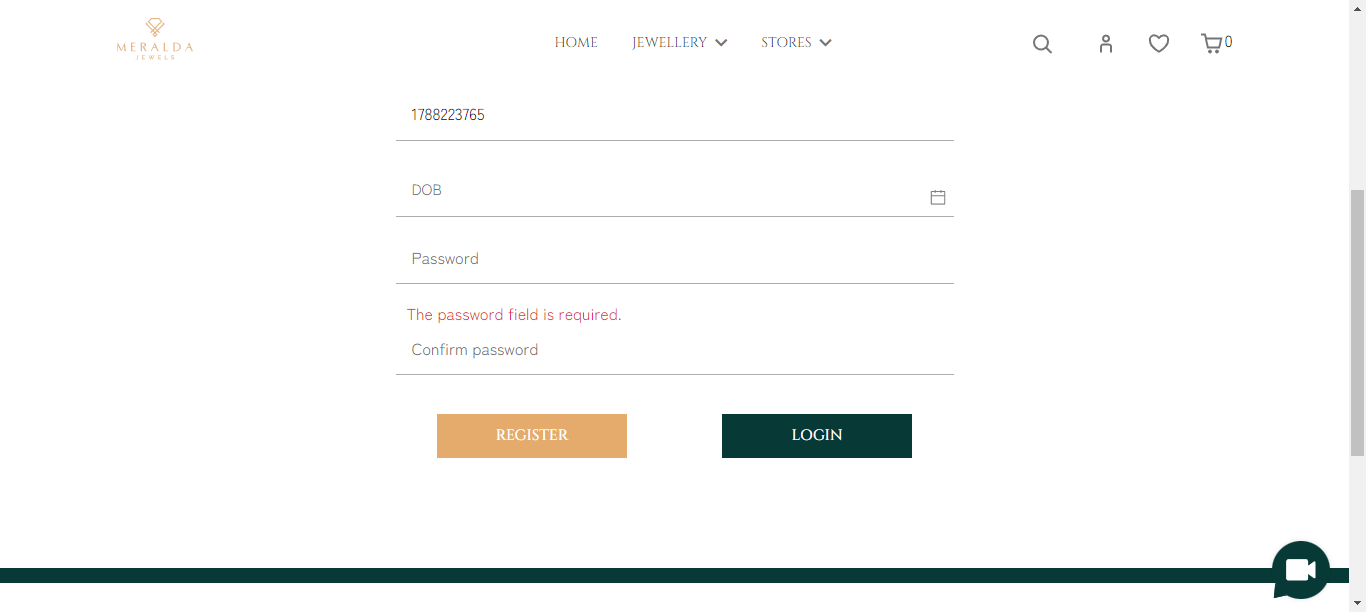 MERALDA
JEWELS
HOME JEWELLERY STORES 0
1788223765
DOB
Password
The password field is required.
Confirm password
REGISTER LOGIN